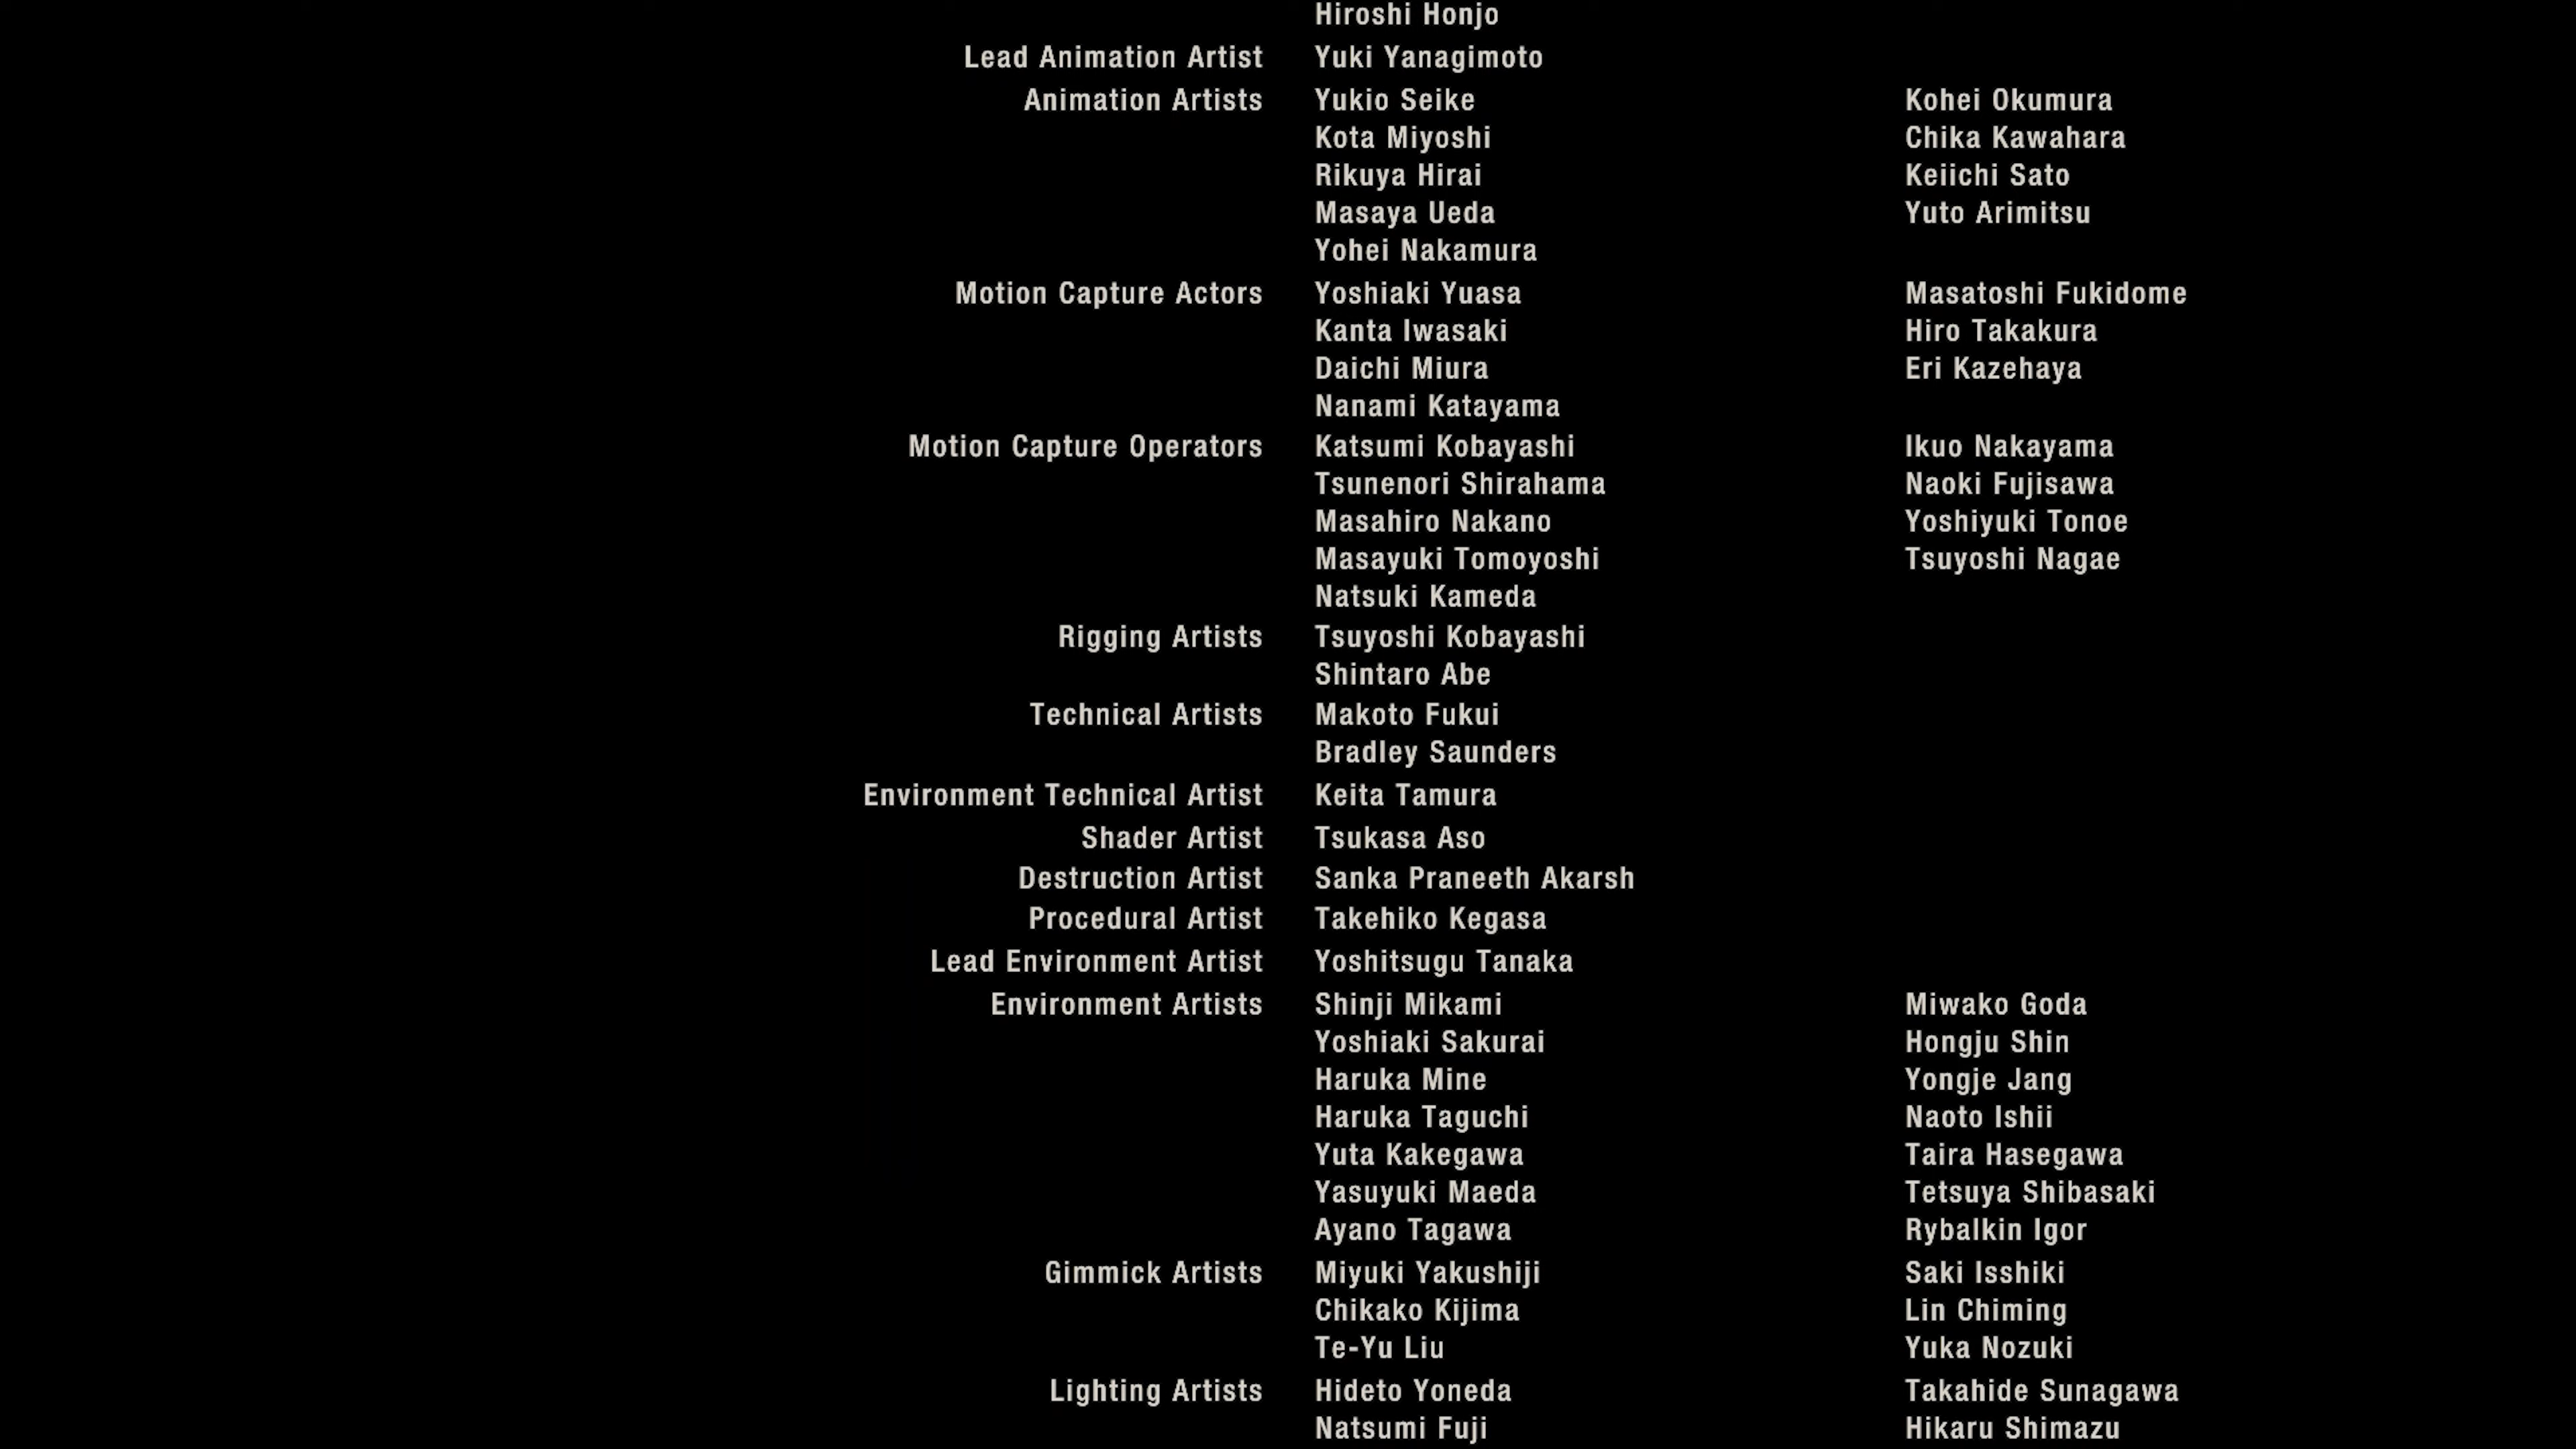 Hiroshi Honjo
Lead Animation Artist Yuki Yanagimoto
Animation Artists Yukio Seike Kohei Okumura
Kota Miyoshi Chika Kawahara
Rikuya Hirai Keiichi Sato
Masaya Ueda Yuto Arimitsu
Yohei Nakamura
Motion Capture Actors Yoshiaki Yuasa Masatoshi Fukidome
Kanta Iwasaki Hiro Takakura
Daichi Miura Eri Kazehaya
Nanami Katayama
Motion Capture Operators Katsumi Kobayashi Ikuo Nakayama
Tsunenori Shirahama Naoki Fujisawa
Masahiro Nakano Yoshiyuki Tonoe
Masayuki Tomoyoshi Tsuyoshi Nagae
Natsuki Kameda
Rigging Artists Tsuyoshi Kobayashi
Shintaro Abe
Technical Artists Makoto Fukui
Bradley Saunders
Environment Technical Artist Keita Tamura
Shader Artist Tsukasa Aso
Destruction Artist Sanka Praneeth Akarsh
Procedural Artist Takehiko Kegasa
Lead Environment Artist Yoshitsugu Tanaka
Environment Artists Shinji Mikami Miwako Goda
Yoshiaki Sakurai Hongju Shin
Haruka Mine Yongje Jang
Haruka Taguchi Naoto Ishii
Yuta Kakegawa Taira Hasegawa
Yasuyuki Maeda Tetsuya Shibasaki
Ayano Tagawa Rybalkin Igor
Gimmick Artists Miyuki Yakushiji Saki Isshiki
Chikako Kijima Lin Chiming
Te-Yu Liu Yuka Nozuki
Lighting Artists Hideto Yoneda Takahide Sunagawa
Natsumi Fuji Hikaru Shimazu